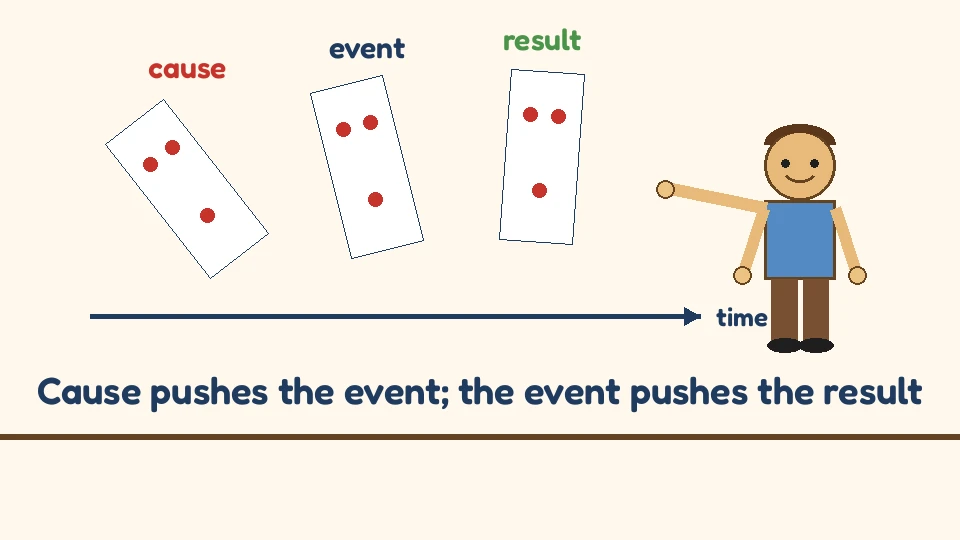 cause
event
result
time
Cause pushes the event; the event pushes the result